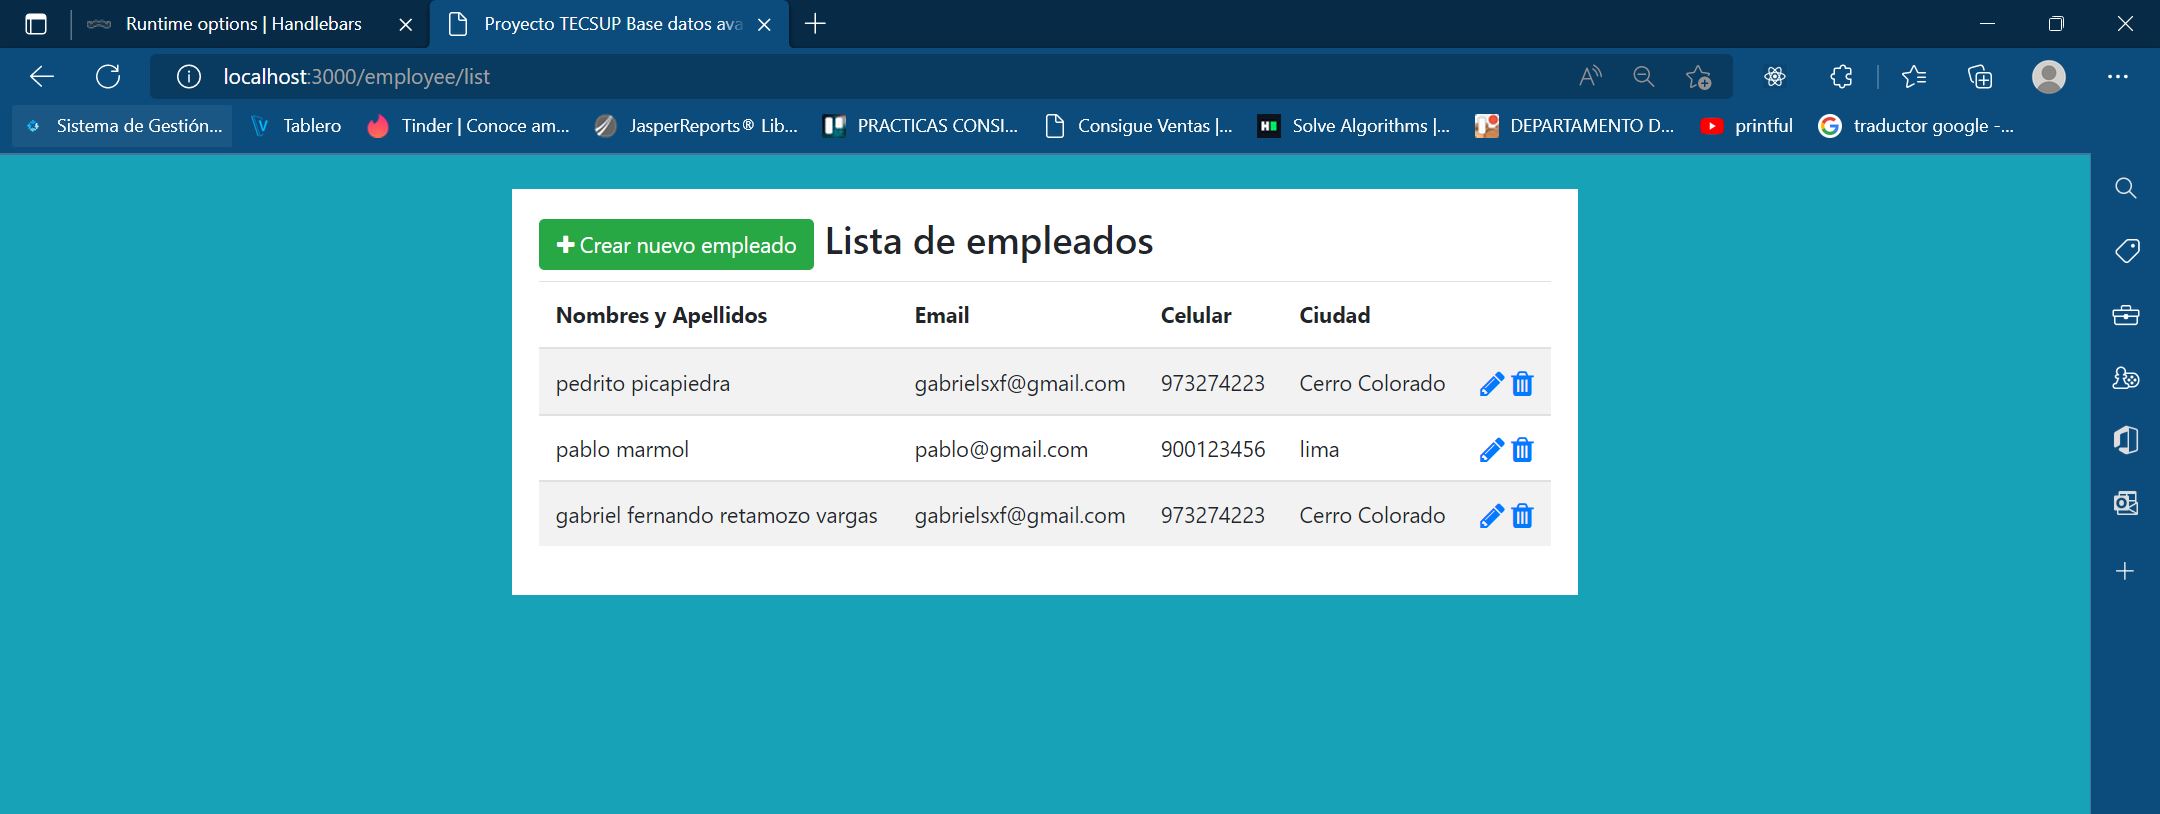 Runtime options | Handlebars
Proyecto TECSUP Base datos ava
localhost:3000/employee/list
Sistema de Gestión... Tablero Tinder | Conoce am... JasperReports® Lib... PRACTICAS CONSI... Consigue Ventas |... Solve Algorithms |... DEPARTAMENTO D... printful traductor google -...
Crear nuevo empleado Lista de empleados
Nombres y Apellidos Email Celular Ciudad
pedrito picapiedra gabrielsxf@gmail.com 973274223 Cerro Colorado
pablo marmol pablo@gmail.com 900123456 lima
gabriel fernando retamozo vargas gabrielsxf@gmail.com 973274223 Cerro Colorado